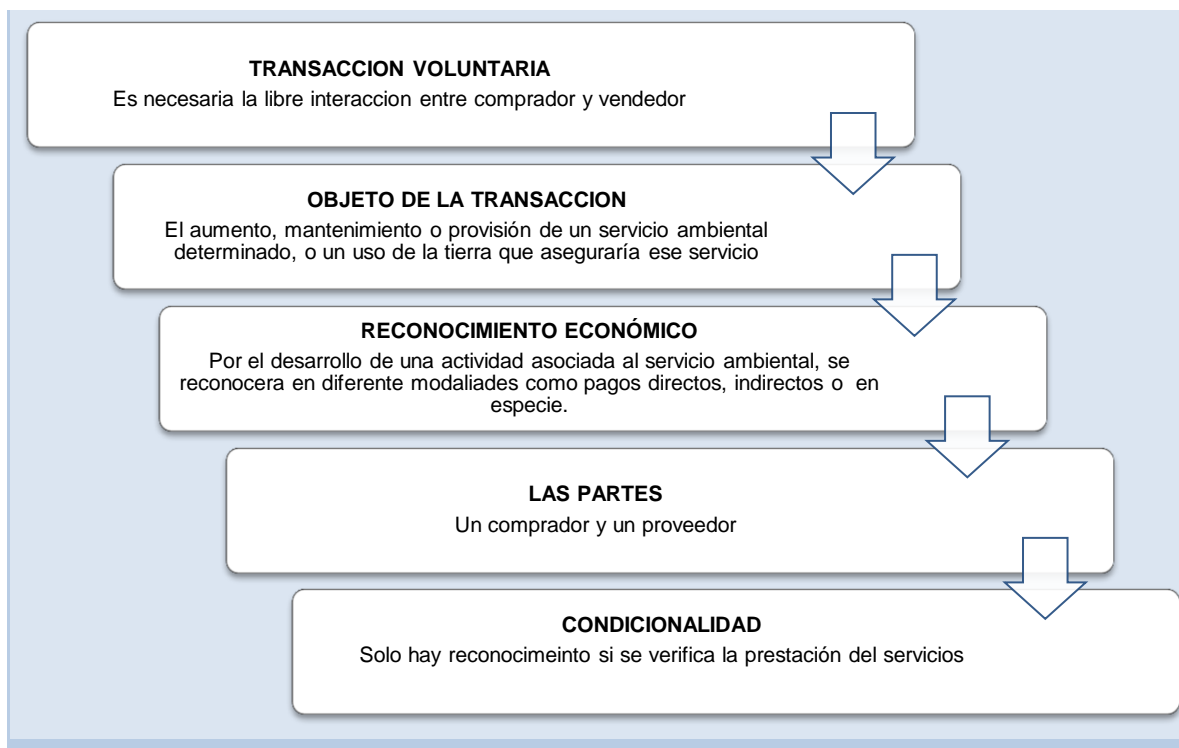 TRANSACCION VOLUNTARIA
Es necesaria la libre interaccion entre comprador y vendedor
OBJETO DE LA TRANSACCION
El aumento, mantenimiento o provisión de un servicio ambiental
determinado, o un uso de la tierra que aseguraría ese servicio
RECONOCIMIENTO ECONÓMICO
Por el desarrollo de una actividad asociada al servicio ambiental, se
reconocera en diferente modaliades como pagos directos, indirectos o en
especie.
LAS PARTES
Un comprador y un proveedor
CONDICIONALIDAD
Solo hay reconocimeinto si se verifica la prestación del servicios